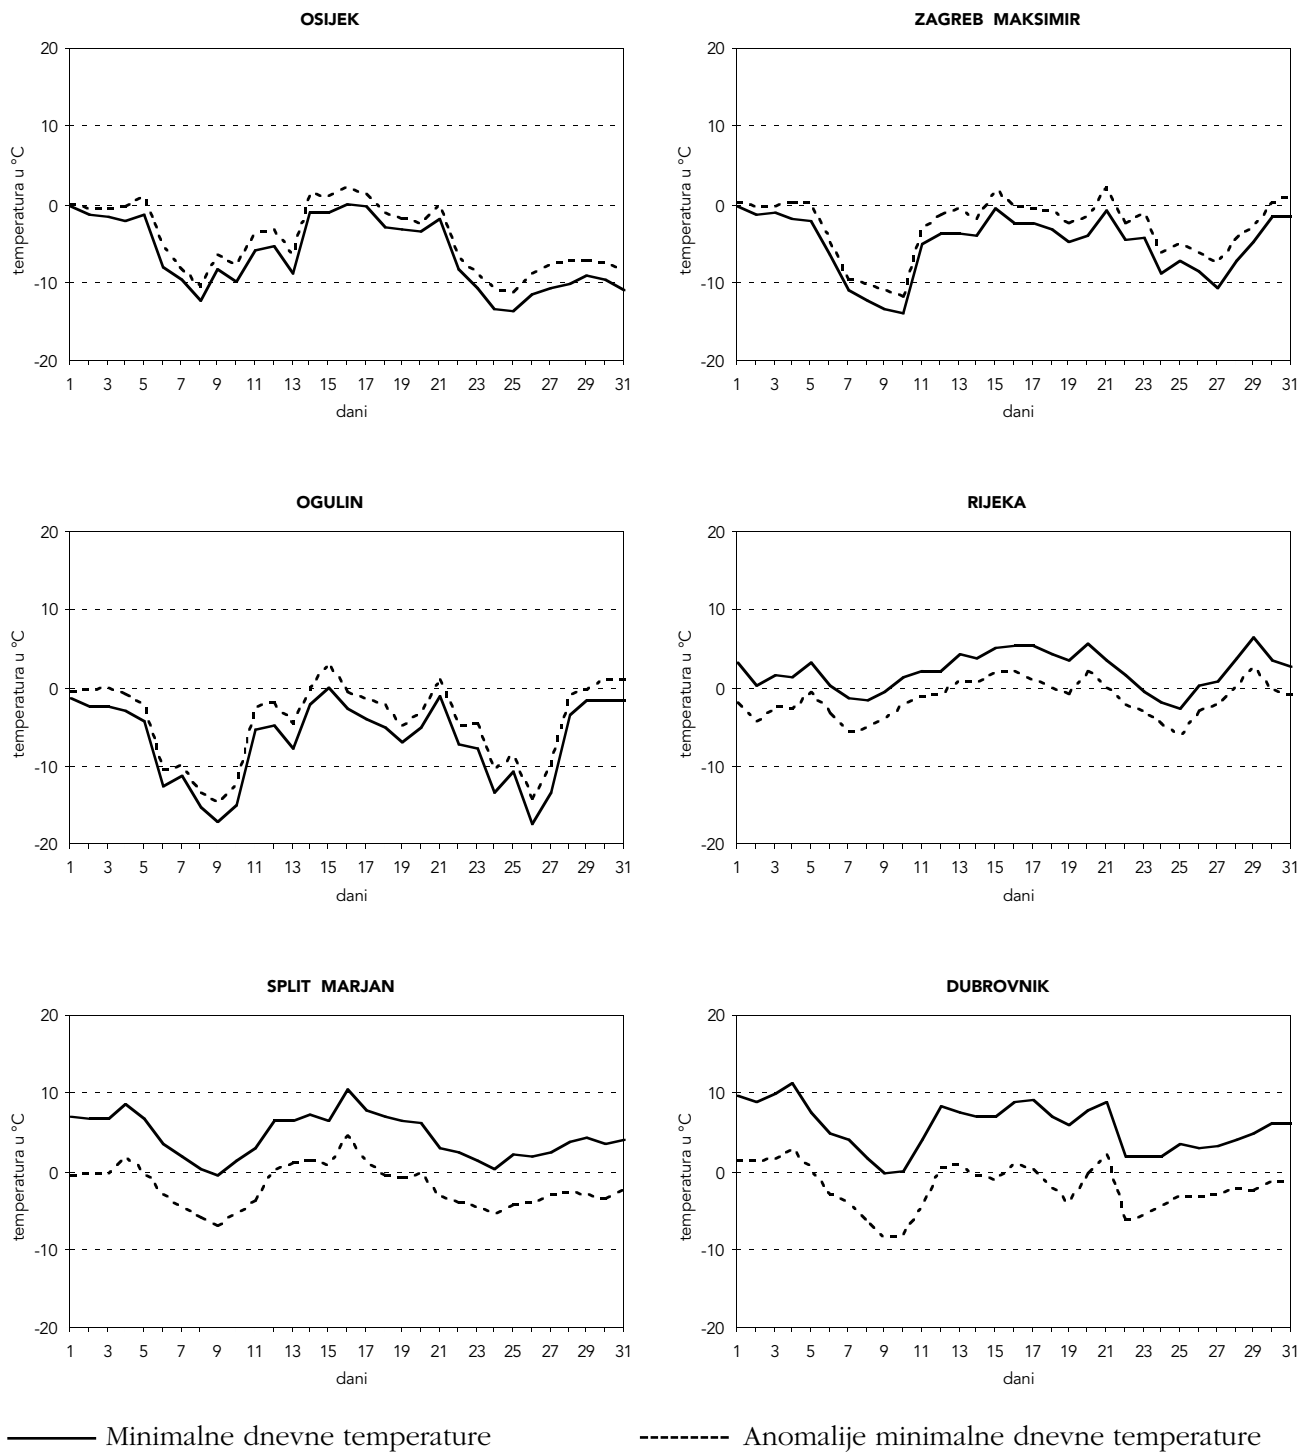 OSIJEK
20
10
0
-10
-20
temperatura u °C
1 3 5 7 9 11 13 15 17 19 21 23 25 27 29 31
dani
ZAGREB MAKSIMIR
20
10
0
-10
-20
temperatura u °C
1 3 5 7 9 11 13 15 17 19 21 23 25 27 29 31
dani
OGULIN
20
10
0
-10
-20
temperatura u °C
1 3 5 7 9 11 13 15 17 19 21 23 25 27 29 31
dani
RIJEKA
20
10
0
-10
-20
temperatura u °C
1 3 5 7 9 11 13 15 17 19 21 23 25 27 29 31
dani
SPLIT MARJAN
20
10
0
-10
-20
temperatura u °C
1 3 5 7 9 11 13 15 17 19 21 23 25 27 29 31
dani
DUBROVNIK
20
10
0
-10
-20
temperatura u °C
1 3 5 7 9 11 13 15 17 19 21 23 25 27 29 31
dani
Minimalne dnevne temperature
Anomalije minimalne dnevne temperature